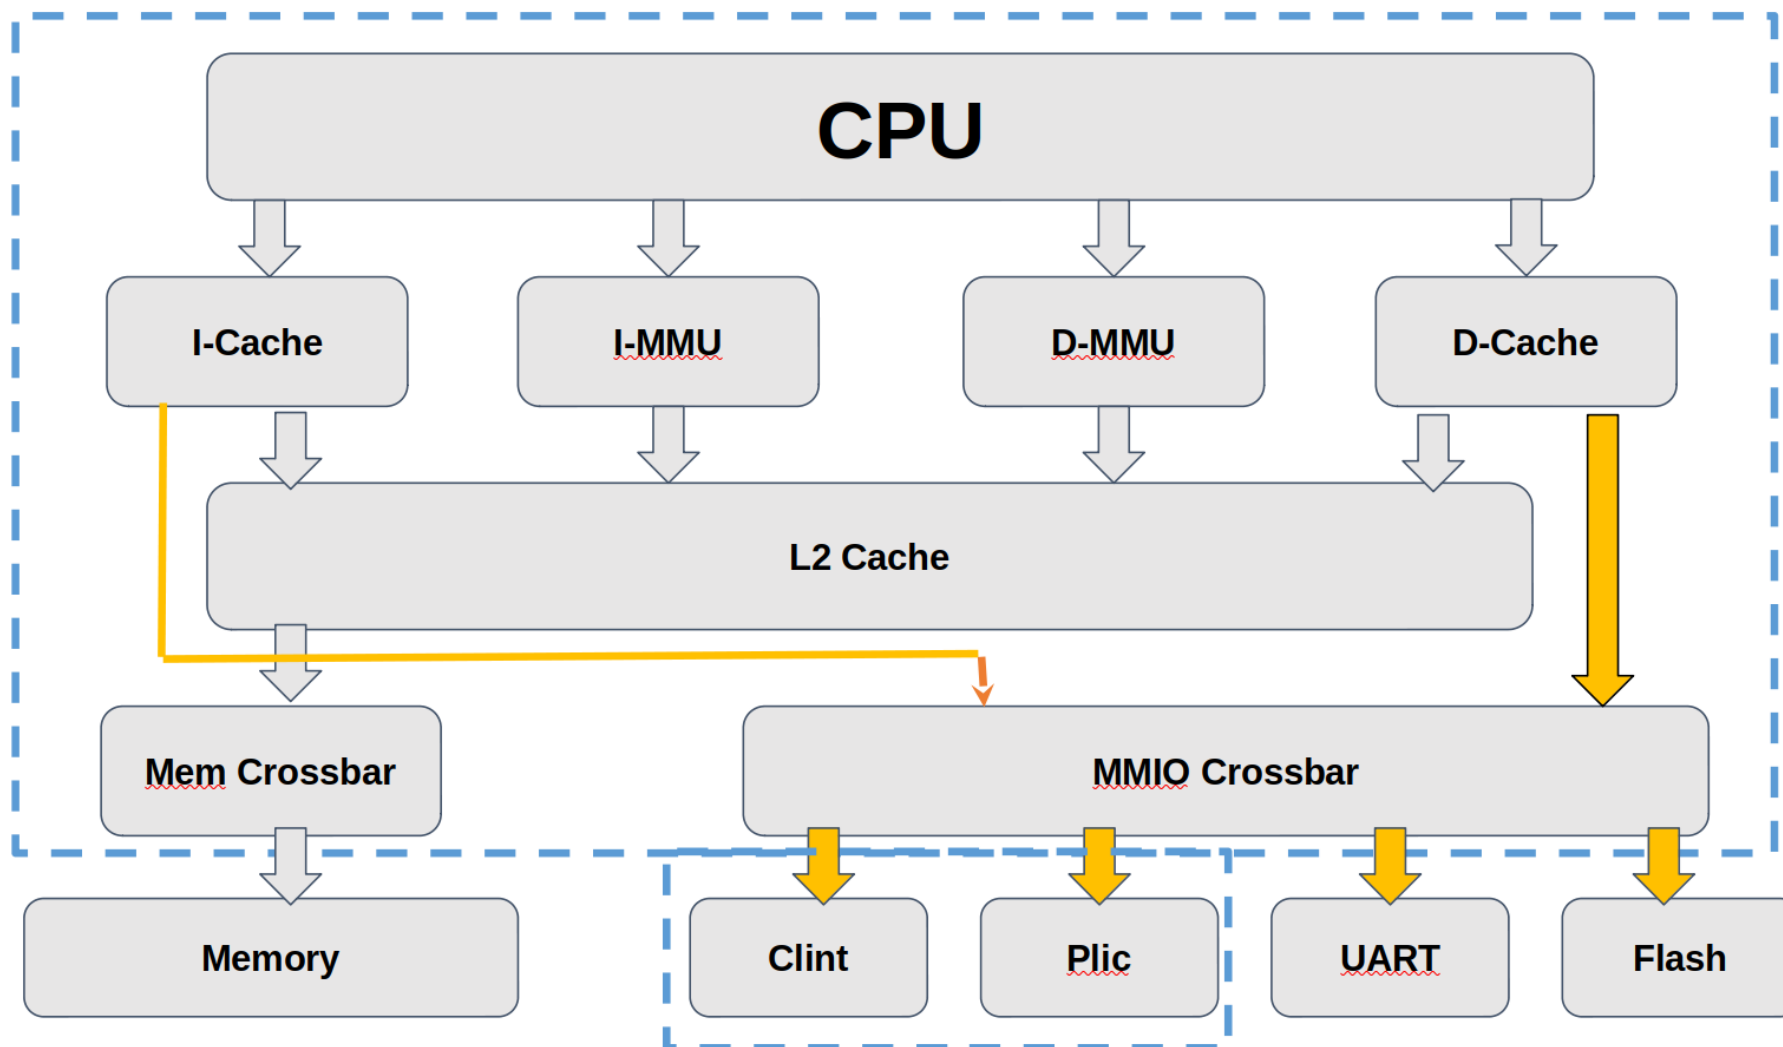 CPU
I-Cache
I-MMU
D-MMU
D-Cache
L2 Cache
Mem Crossbar
MMIO Crossbar
Memory
Clint
Plic
UART
Flash